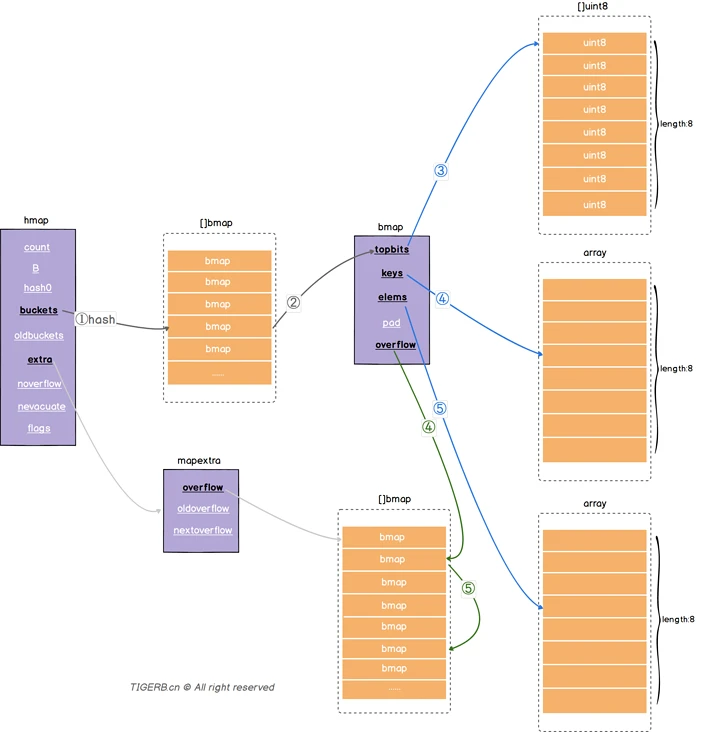 hmap
count
B
hash0
buckets
oldbuckets
extra
noverflow
nevacuate
flags
①hash
[]bmap
bmap
bmap
bmap
bmap
bmap
......
②
bmap
topbits
keys
elems
pad
overflow
③
④
⑤
④
⑤
[]uint8
uint8
uint8
uint8
uint8
uint8
uint8
uint8
uint8
length:8
array
length:8
array
length:8
mapextra
overflow
oldoverflow
nextoverflow
[]bmap
bmap
bmap
bmap
bmap
bmap
bmap
bmap
......
TIGERB.cn © All right reserved